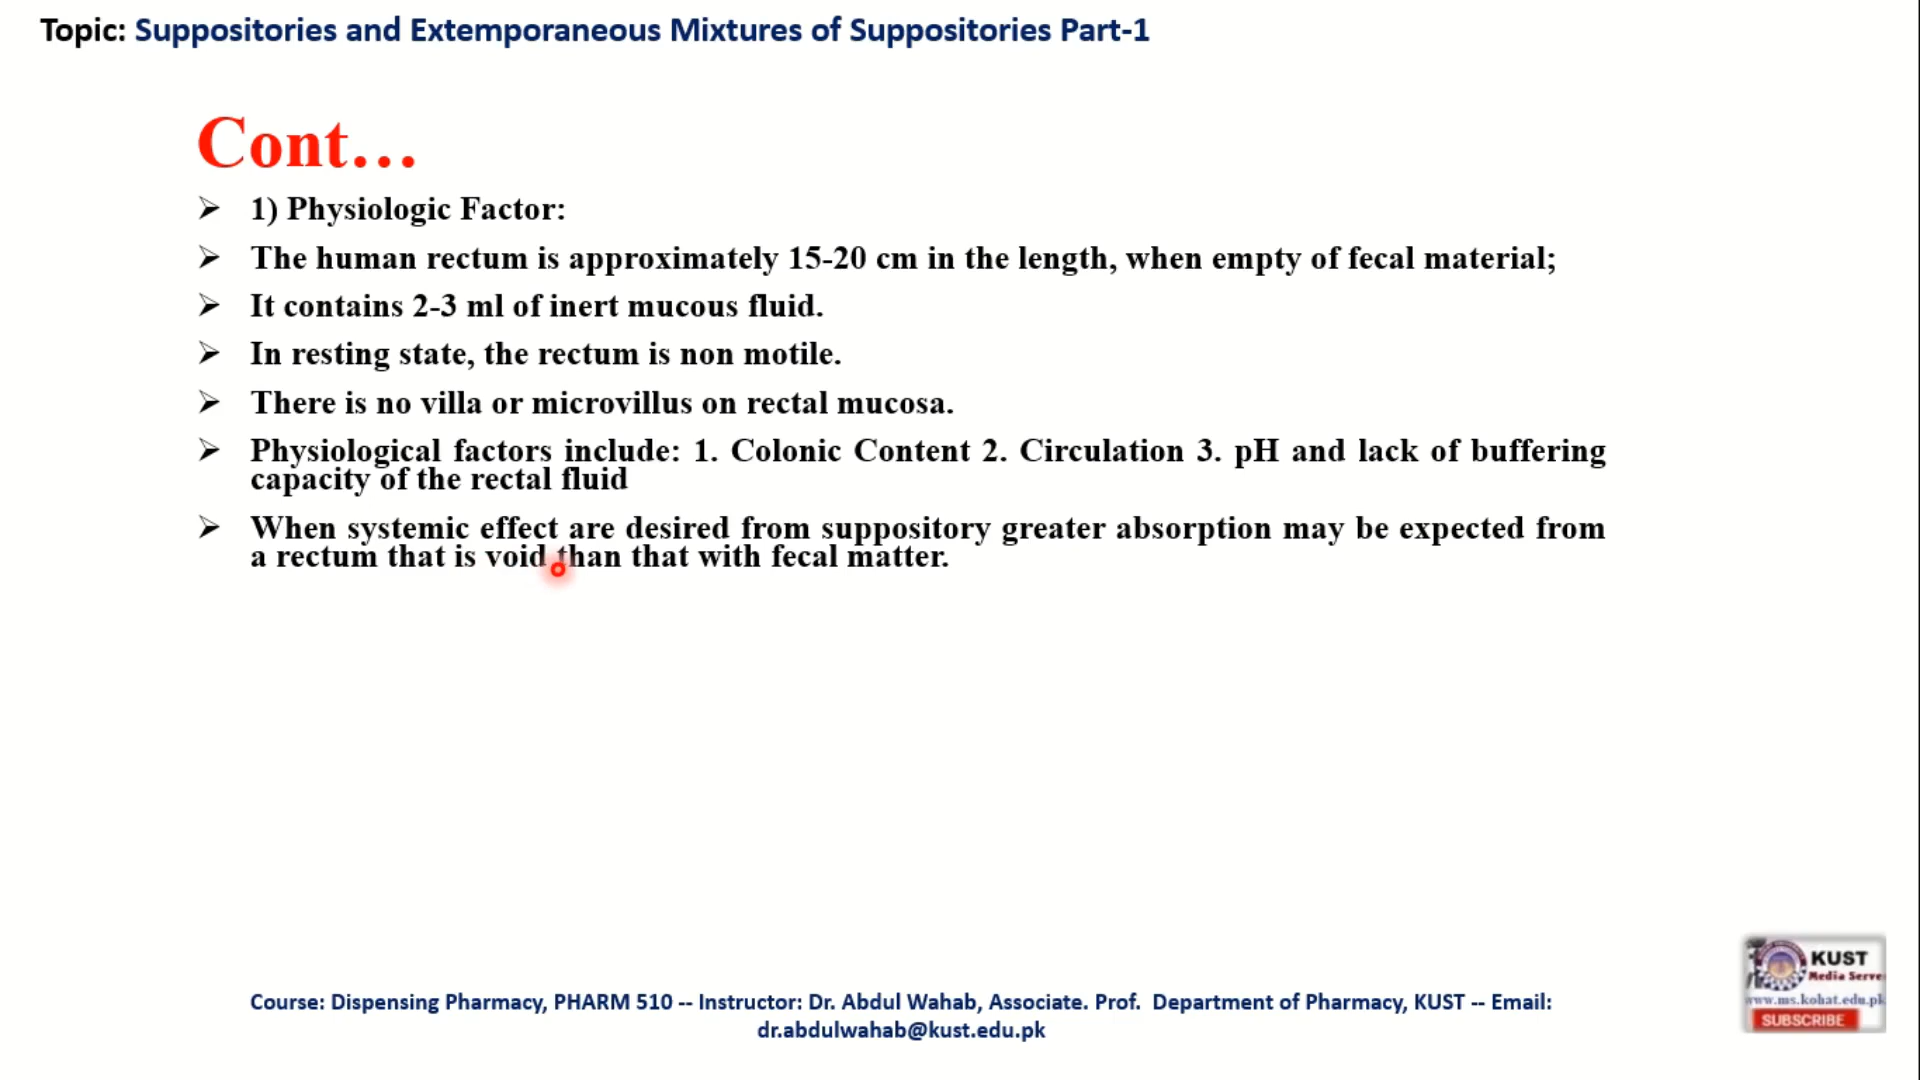 Topic: Suppositories and Extemporaneous Mixtures of Suppositories Part-1
Cont...
➢ 1) Physiologic Factor:
➢ The human rectum is approximately 15-20 cm in the length, when empty of fecal material;
➢ It contains 2-3 ml of inert mucous fluid.
➢ In resting state, the rectum is non motile.
➢ There is no villa or microvillus on rectal mucosa.
➢ Physiological factors include: 1. Colonic Content 2. Circulation 3. pH and lack of buffering
capacity of the rectal fluid
➢ When systemic effect are desired from suppository greater absorption may be expected from
a rectum that is void than that with fecal matter.
KUST
Media Serve
www.ms.kohat.edu.pk
SUBSCRIBE
Course: Dispensing Pharmacy, PHARM 510 -- Instructor: Dr. Abdul Wahab, Associate. Prof. Department of Pharmacy, KUST -- Email:
dr.abdulwahab@kust.edu.pk